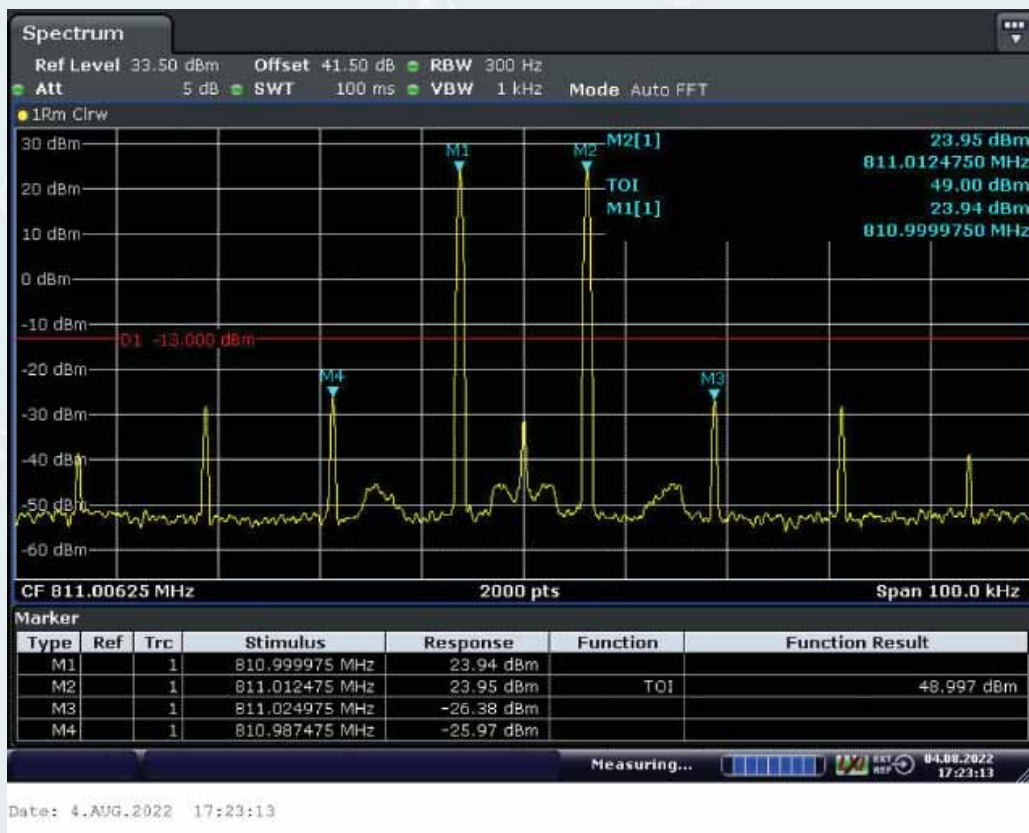 Spectrum
Ref Level 33.50 dBm Offset 41.50 dB RBW 300 Hz
Att 5 dB SWT 100 ms VBW 1 kHz Mode Auto FFT
1Rm Clrw
30 dBm
20 dBm
10 dBm
0 dBm
-10 dBm
-20 dBm
-30 dBm
-40 dBm
-50 dBm
-60 dBm
M1
M2
M2[1] 23.95 dBm
811.0124750 MHz
TOI 49.00 dBm
M1[1] 23.94 dBm
810.9999750 MHz
D1 -13.000 dBm
M4
M3
CF 811.00625 MHz 2000 pts Span 100.0 kHz
Marker
Type Ref Trc Stimulus Response Function Function Result
M1 1 810.999975 MHz 23.94 dBm
M2 1 811.012475 MHz 23.95 dBm TOI 48.997 dBm
M3 1 811.024975 MHz -26.38 dBm
M4 1 810.987475 MHz -25.97 dBm
Measuring... LXI EXT REF 04.08.2022
17:23:13
Date: 4.AUG.2022 17:23:13